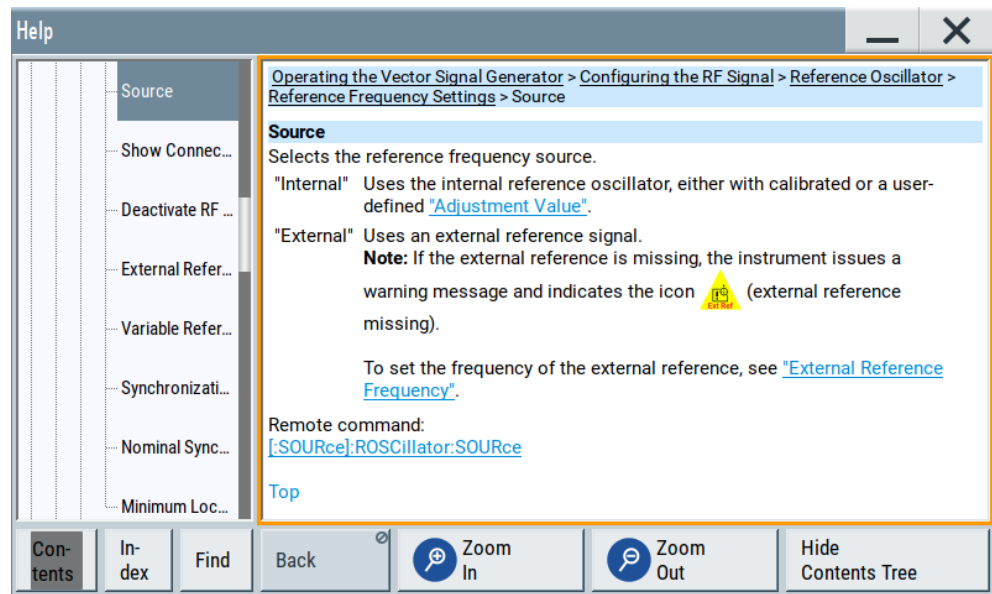 Help
Source
Show Connec...
Deactivate RF ...
External Refer...
Variable Refer...
Synchronizati...
Nominal Sync...
Minimum Loc...
Operating the Vector Signal Generator > Configuring the RF Signal > Reference Oscillator >
Reference Frequency Settings > Source
Source
Selects the reference frequency source.
"Internal" Uses the internal reference oscillator, either with calibrated or a user-
defined "Adjustment Value".
"External" Uses an external reference signal.
Note: If the external reference is missing, the instrument issues a
warning message and indicates the icon Ext Ref (external reference
missing).
To set the frequency of the external reference, see "External Reference
Frequency".
Remote command:
[:SOURce]:ROSCillator:SOURce
Top
Con-
tents
In-
dex
Find
Back
Zoom
In
Zoom
Out
Hide
Contents Tree